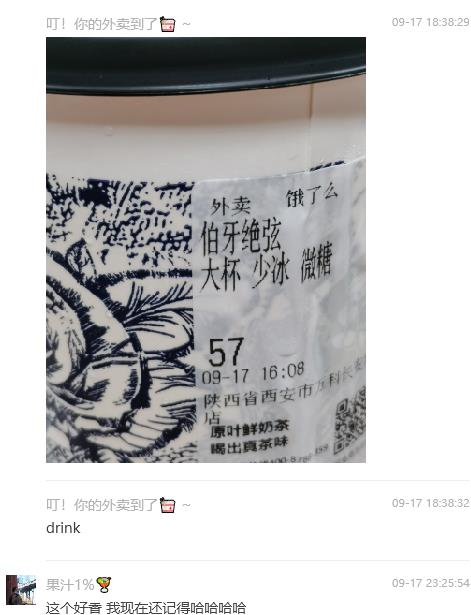 叮！你的外卖到了 ~ 09-17 18:38:29
外卖 饿了么
伯牙绝弦
大杯 少冰 微糖
57
09-17 16:08
陕西省西安市万科长安
店
原叶鲜奶茶
喝出真茶味
叮！你的外卖到了 ~ 09-17 18:38:32
drink
果汁1% 09-17 23:25:54
这个好香 我现在还记得哈哈哈哈